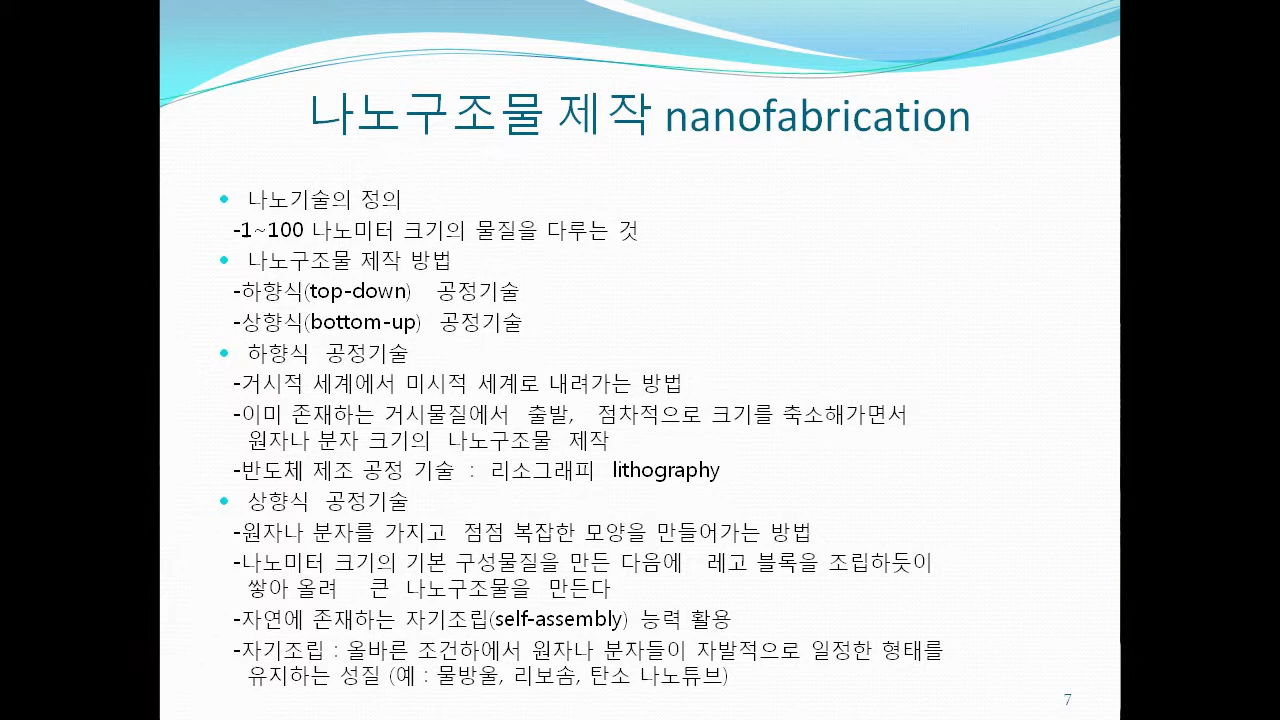 나노구조물 제작 nanofabrication
• 나노기술의 정의
-1~100 나노미터 크기의 물질을 다루는 것
• 나노구조물 제작 방법
-하향식(top-down) 공정기술
-상향식(bottom-up) 공정기술
• 하향식 공정기술
-거시적 세계에서 미시적 세계로 내려가는 방법
-이미 존재하는 거시물질에서 출발, 점차적으로 크기를 축소해가면서
원자나 분자 크기의 나노구조물 제작
-반도체 제조 공정 기술 : 리소그래피 lithography
• 상향식 공정기술
-원자나 분자를 가지고 점점 복잡한 모양을 만들어가는 방법
-나노미터 크기의 기본 구성물질을 만든 다음에 레고 블록을 조립하듯이
쌓아 올려 큰 나노구조물을 만든다
-자연에 존재하는 자기조립(self-assembly) 능력 활용
-자기조립 : 올바른 조건하에서 원자나 분자들이 자발적으로 일정한 형태를
유지하는 성질 (예 : 물방울, 리보솜, 탄소 나노튜브)
7